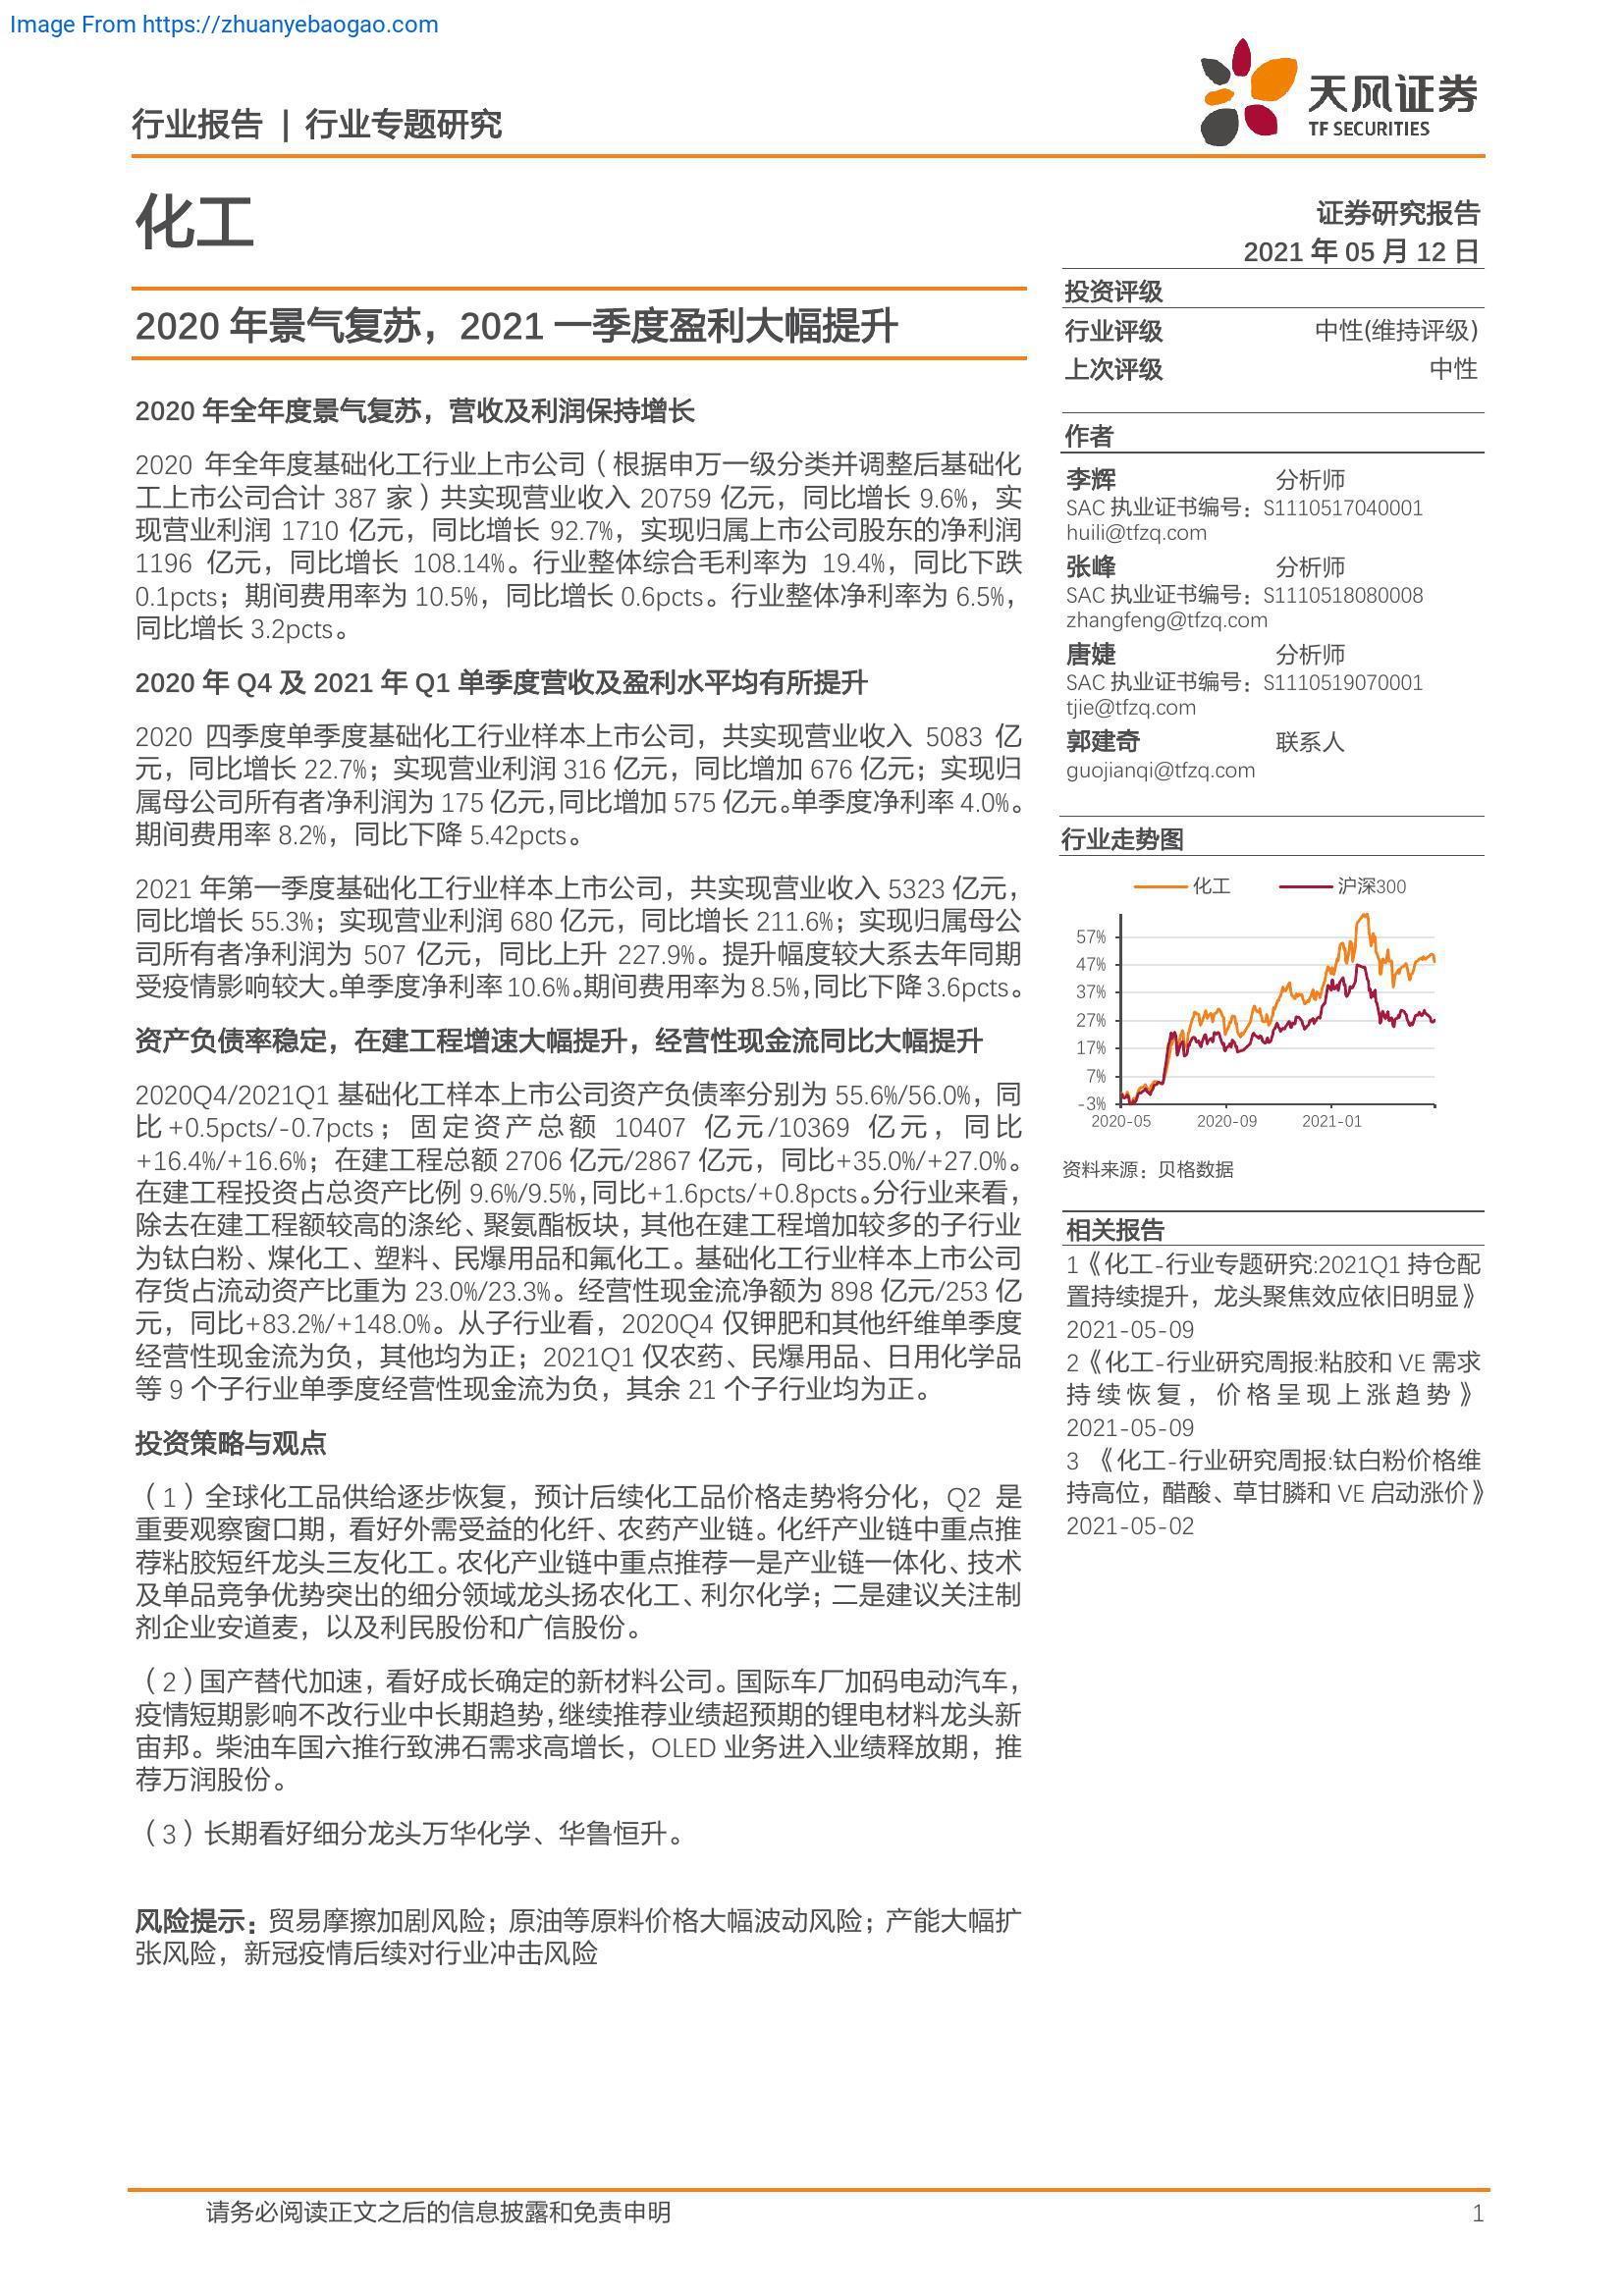 Image From https://zhuanyebaogao.com
行业报告 | 行业专题研究
天风证券
TF SECURITIES
化工
证券研究报告
2021 年 05 月 12 日
2020 年景气复苏，2021 一季度盈利大幅提升
2020 年全年度景气复苏，营收及利润保持增长
2020 年全年度基础化工行业上市公司（根据申万一级分类并调整后基础化
工上市公司合计 387 家）共实现营业收入 20759 亿元，同比增长 9.6%，实
现营业利润 1710 亿元，同比增长 92.7%，实现归属上市公司股东的净利润
1196 亿元，同比增长 108.14%。行业整体综合毛利率为 19.4%，同比下跌
0.1pcts；期间费用率为 10.5%，同比增长 0.6pcts。行业整体净利率为 6.5%，
同比增长 3.2pcts。
2020 年 Q4 及 2021 年 Q1 单季度营收及盈利水平均有所提升
2020 四季度单季度基础化工行业样本上市公司，共实现营业收入 5083 亿
元，同比增长 22.7%；实现营业利润 316 亿元，同比增加 676 亿元；实现归
属母公司所有者净利润为 175 亿元，同比增加 575 亿元。单季度净利率 4.0%。
期间费用率 8.2%，同比下降 5.42pcts。
2021 年第一季度基础化工行业样本上市公司，共实现营业收入 5323 亿元，
同比增长 55.3%；实现营业利润 680 亿元，同比增长 211.6%；实现归属母公
司所有者净利润为 507 亿元，同比上升 227.9%。提升幅度较大系去年同期
受疫情影响较大。单季度净利率 10.6%。期间费用率为 8.5%，同比下降 3.6pcts。
资产负债率稳定，在建工程增速大幅提升，经营性现金流同比大幅提升
2020Q4/2021Q1 基础化工样本上市公司资产负债率分别为 55.6%/56.0%，同
比+0.5pcts/-0.7pcts；固定资产总额 10407 亿元/10369 亿元，同比
+16.4%/+16.6%；在建工程总额 2706 亿元/2867 亿元，同比+35.0%/+27.0%。
在建工程投资占总资产比例 9.6%/9.5%，同比+1.6pcts/+0.8pcts。分行业来看，
除去在建工程额较高的涤纶、聚氨酯板块，其他在建工程增加较多的子行业
为钛白粉、煤化工、塑料、民爆用品和氟化工。基础化工行业样本上市公司
存货占流动资产比重为 23.0%/23.3%。经营性现金流净额为 898 亿元/253 亿
元，同比+83.2%/+148.0%。从子行业看，2020Q4 仅钾肥和其他纤维单季度
经营性现金流为负，其他均为正；2021Q1 仅农药、民爆用品、日用化学品
等 9 个子行业单季度经营性现金流为负，其余 21 个子行业均为正。
投资策略与观点
（1）全球化工品供给逐步恢复，预计后续化工品价格走势将分化，Q2 是
重要观察窗口期，看好外需受益的化纤、农药产业链。化纤产业链中重点推
荐粘胶短纤龙头三友化工。农化产业链中重点推荐一是产业链一体化、技术
及单品竞争优势突出的细分领域龙头扬农化工、利尔化学；二是建议关注制
剂企业安道麦，以及利民股份和广信股份。
（2）国产替代加速，看好成长确定的新材料公司。国际车厂加码电动汽车，
疫情短期影响不改行业中长期趋势，继续推荐业绩超预期的锂电材料龙头新
宙邦。柴油车国六推行致沸石需求高增长，OLED 业务进入业绩释放期，推
荐万润股份。
（3）长期看好细分龙头万华化学、华鲁恒升。
风险提示：贸易摩擦加剧风险；原油等原料价格大幅波动风险；产能大幅扩
张风险，新冠疫情后续对行业冲击风险
投资评级
行业评级 中性(维持评级)
上次评级 中性
作者
李辉 分析师
SAC 执业证书编号：S1110517040001
huili@tfzq.com
张峰 分析师
SAC 执业证书编号：S1110518080008
zhangfeng@tfzq.com
唐婕 分析师
SAC 执业证书编号：S1110519070001
tjie@tfzq.com
郭建奇 联系人
guojianqi@tfzq.com
行业走势图
化工 沪深300
57%
47%
37%
27%
17%
7%
-3%
2020-05 2020-09 2021-01
资料来源：贝格数据
相关报告
1《化工-行业专题研究:2021Q1 持仓配
置持续提升，龙头聚焦效应依旧明显》
2021-05-09
2《化工-行业研究周报:粘胶和 VE 需求
持续恢复，价格呈现上涨趋势》
2021-05-09
3 《化工-行业研究周报:钛白粉价格维
持高位，醋酸、草甘膦和 VE 启动涨价》
2021-05-02
请务必阅读正文之后的信息披露和免责申明 1